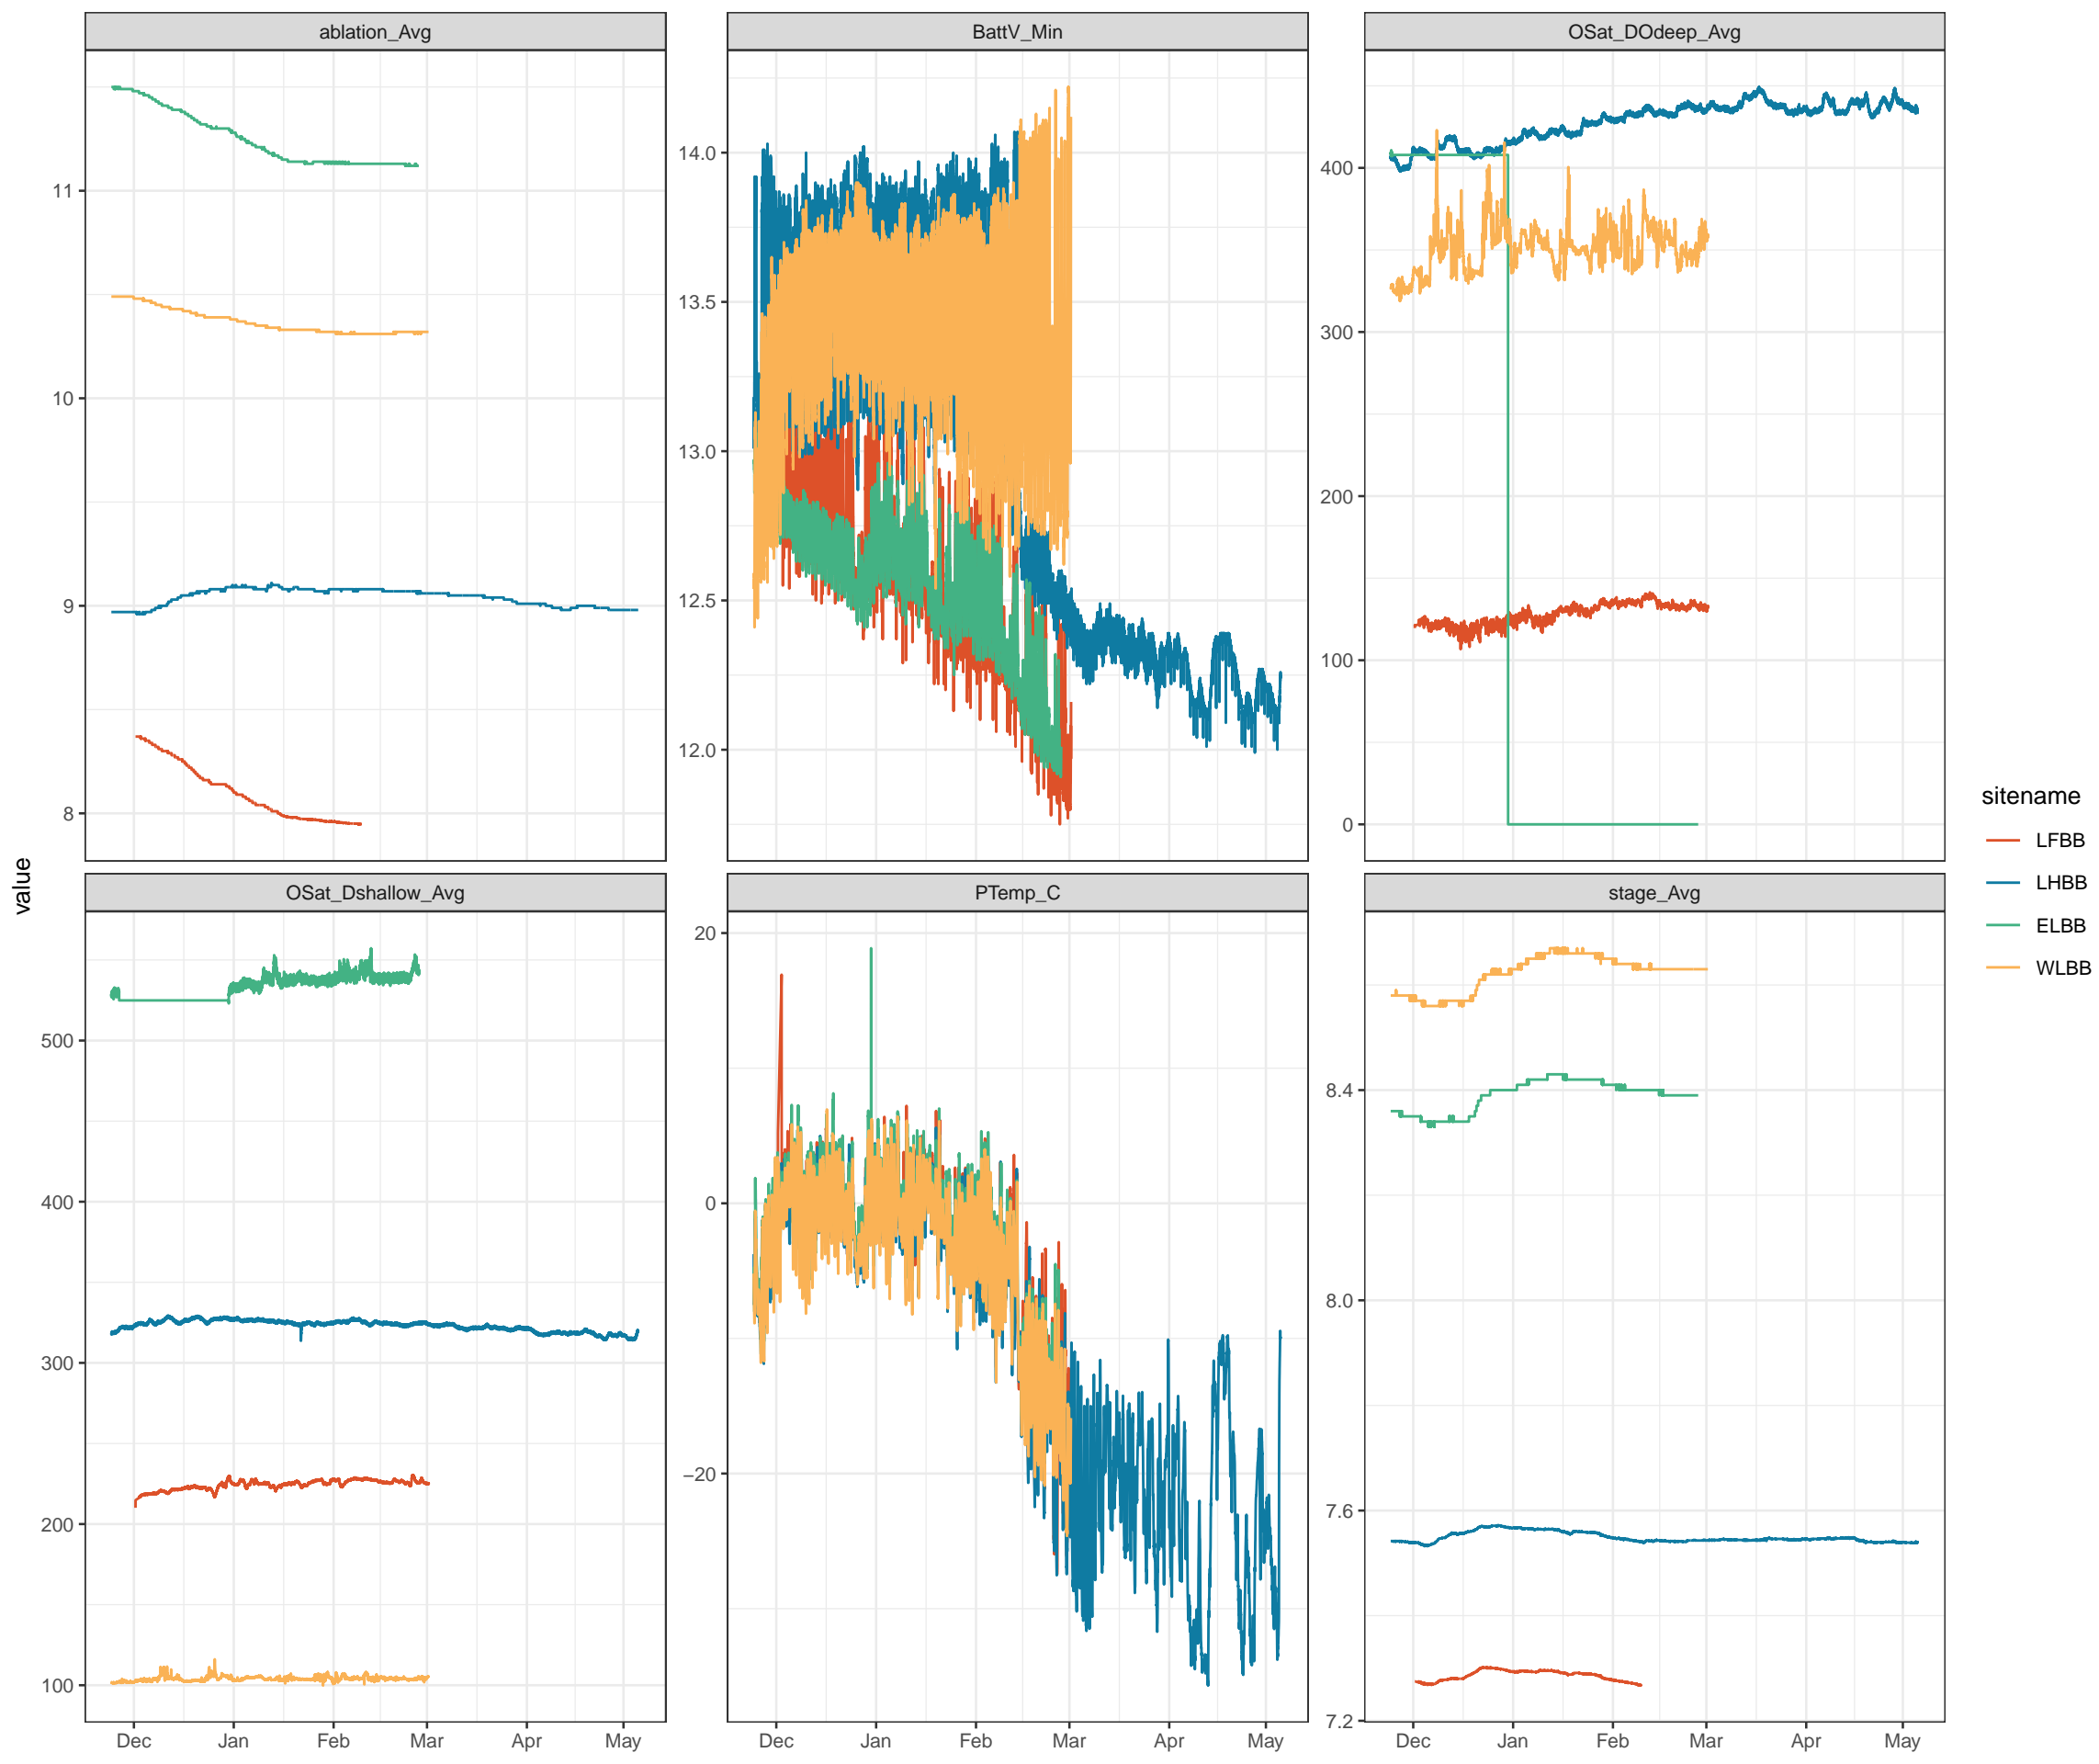 ablation_Avg
BattV_Min
OSat_DOdeep_Avg
11
10
9
8
14.0
13.5
13.0
12.5
12.0
400
300
200
100
0
value
OSat_Dshallow_Avg
PTemp_C
stage_Avg
500
400
300
200
100
20
0
−20
8.4
8.0
7.6
7.2
Dec Jan Feb Mar Apr May
Dec Jan Feb Mar Apr May
Dec Jan Feb Mar Apr May
sitename
LFBB
LHBB
ELBB
WLBB